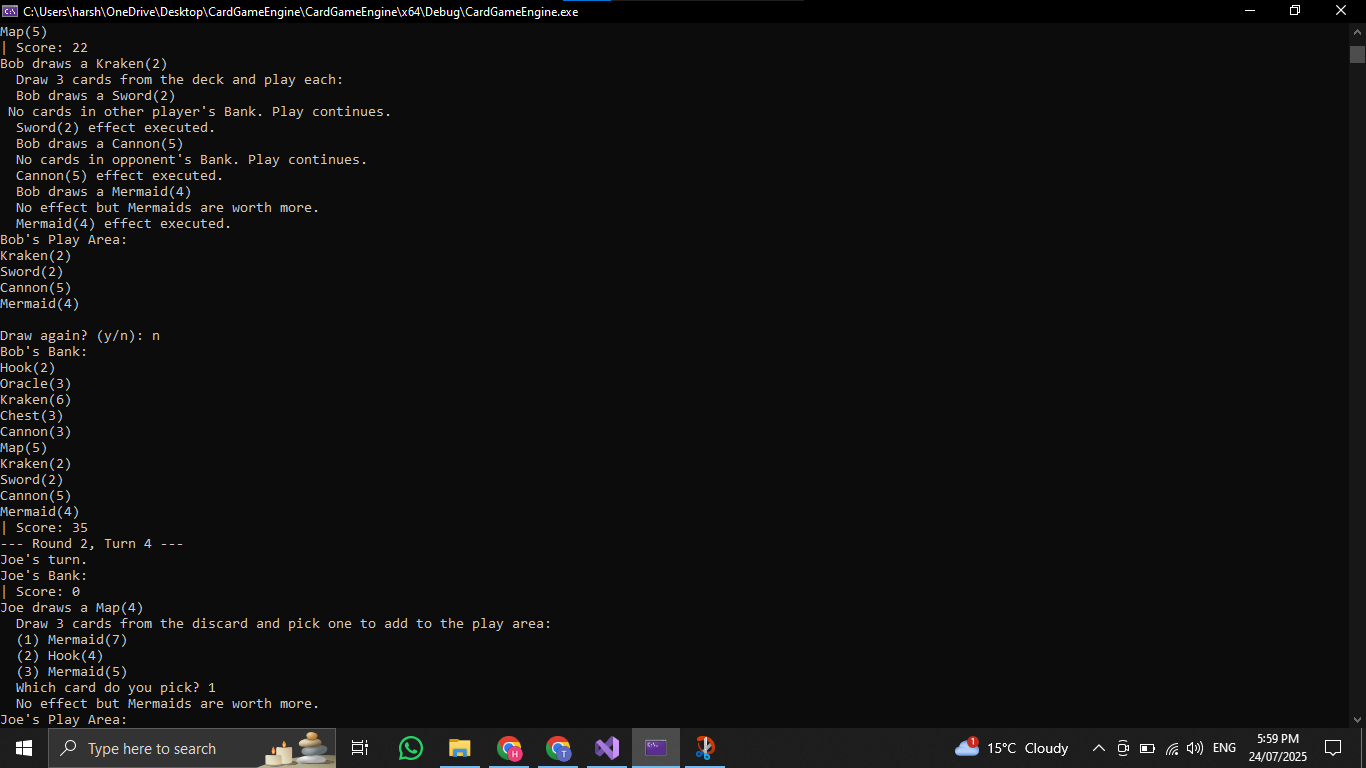 C:\Users\harsh\OneDrive\Desktop\CardGameEngine\CardGameEngine\x64\Debug\CardGameEngine.exe
Map(5)
| Score: 22
Bob draws a Kraken(2)
  Draw 3 cards from the deck and play each:
  Bob draws a Sword(2)
 No cards in other player's Bank. Play continues.
  Sword(2) effect executed.
  Bob draws a Cannon(5)
  No cards in opponent's Bank. Play continues.
  Cannon(5) effect executed.
  Bob draws a Mermaid(4)
  No effect but Mermaids are worth more.
  Mermaid(4) effect executed.
Bob's Play Area:
Kraken(2)
Sword(2)
Cannon(5)
Mermaid(4)

Draw again? (y/n): n
Bob's Bank:
Hook(2)
Oracle(3)
Kraken(6)
Chest(3)
Cannon(3)
Map(5)
Kraken(2)
Sword(2)
Cannon(5)
Mermaid(4)
| Score: 35
--- Round 2, Turn 4 ---
Joe's turn.
Joe's Bank:
| Score: 0
Joe draws a Map(4)
  Draw 3 cards from the discard and pick one to add to the play area:
  (1) Mermaid(7)
  (2) Hook(4)
  (3) Mermaid(5)
  Which card do you pick? 1
  No effect but Mermaids are worth more.
Joe's Play Area:
Type here to search
H
T
1
15°C Cloudy
ENG
5:59 PM
24/07/2025